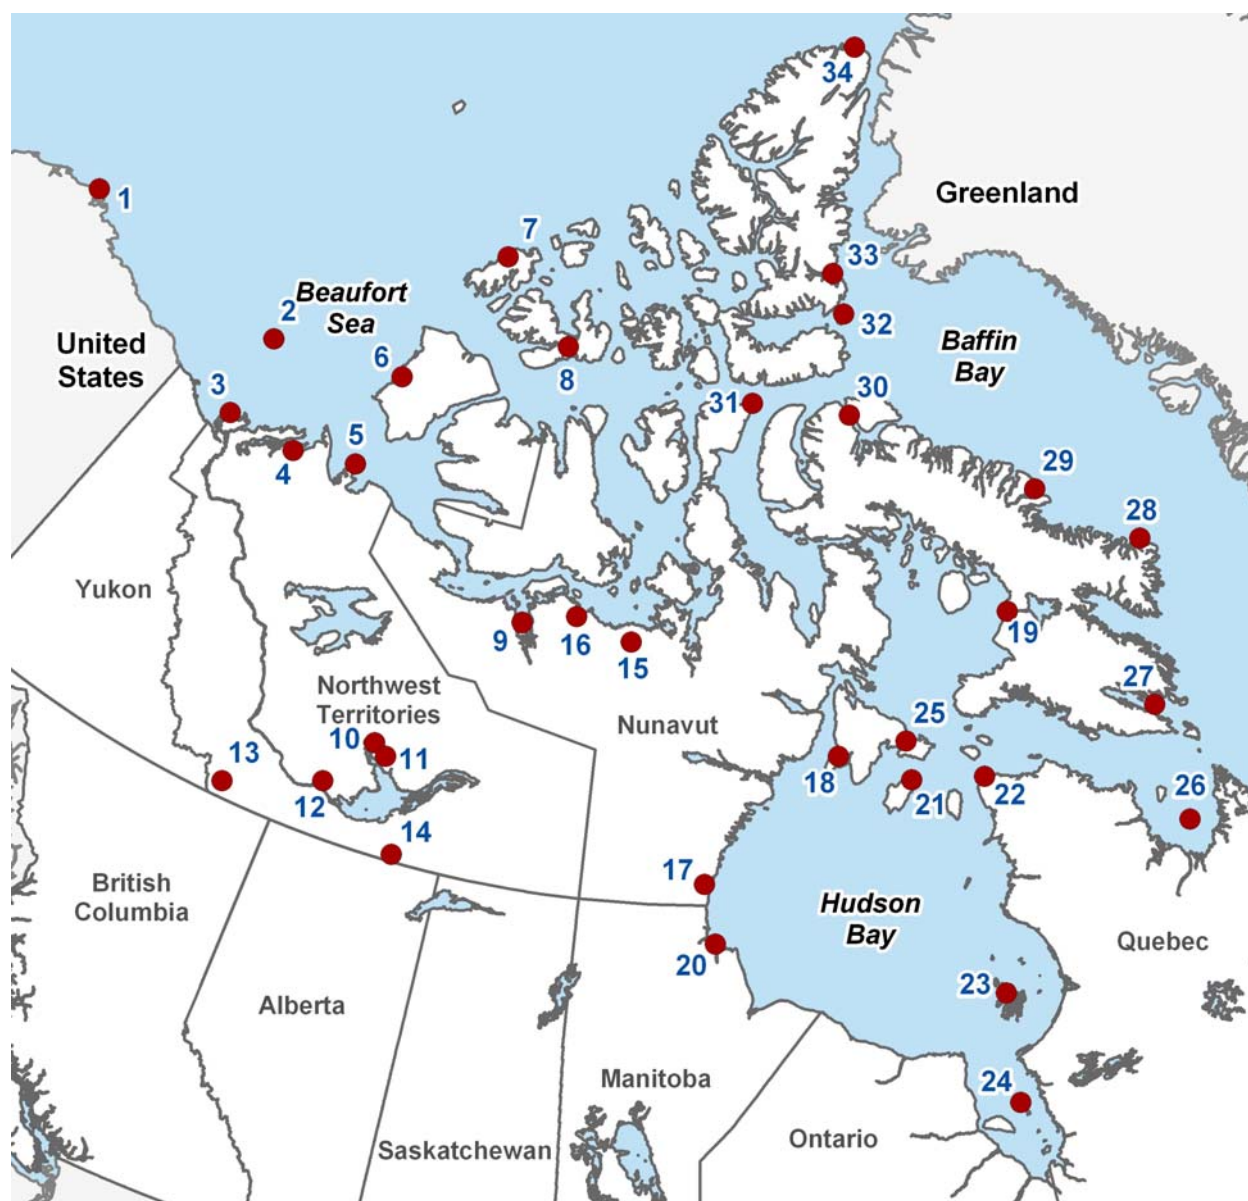 34
Greenland
1
7
33
Beaufort
Sea
2
32
Baffin
Bay
United
States
6
8
3
31
30
5
4
29
28
Yukon
9
16
15
19
Northwest
Territories
27
Nunavut
25
10
11
13
12
18
21
22
26
14
17
British
Columbia
Hudson
Bay
Quebec
20
23
Alberta
Manitoba
24
Ontario
Saskatchewan